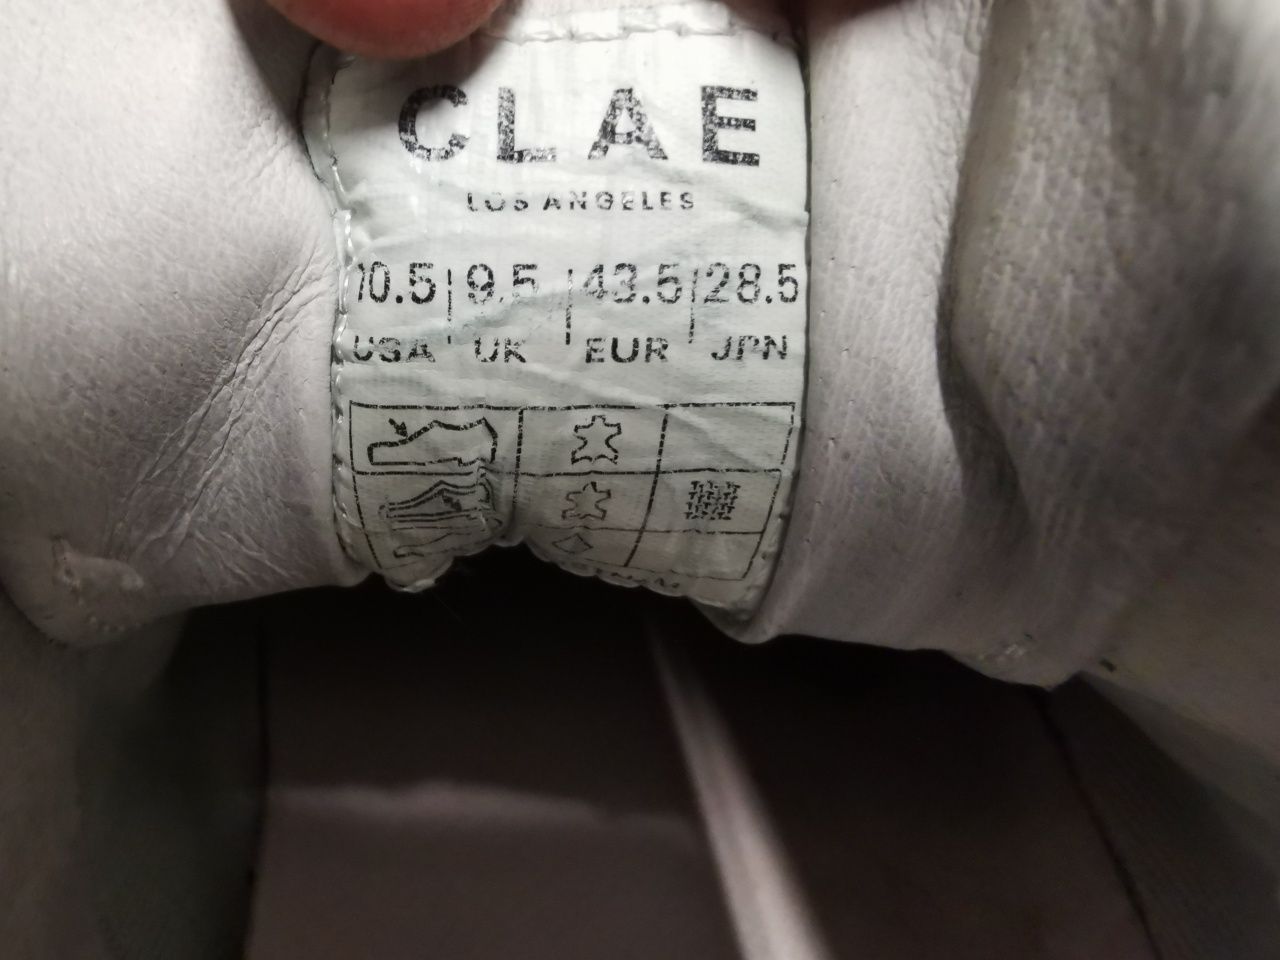 CLAE
LOS ANGELES
10.5 | 9.5 | 43.5 | 28.5
USA UK EUR JPN